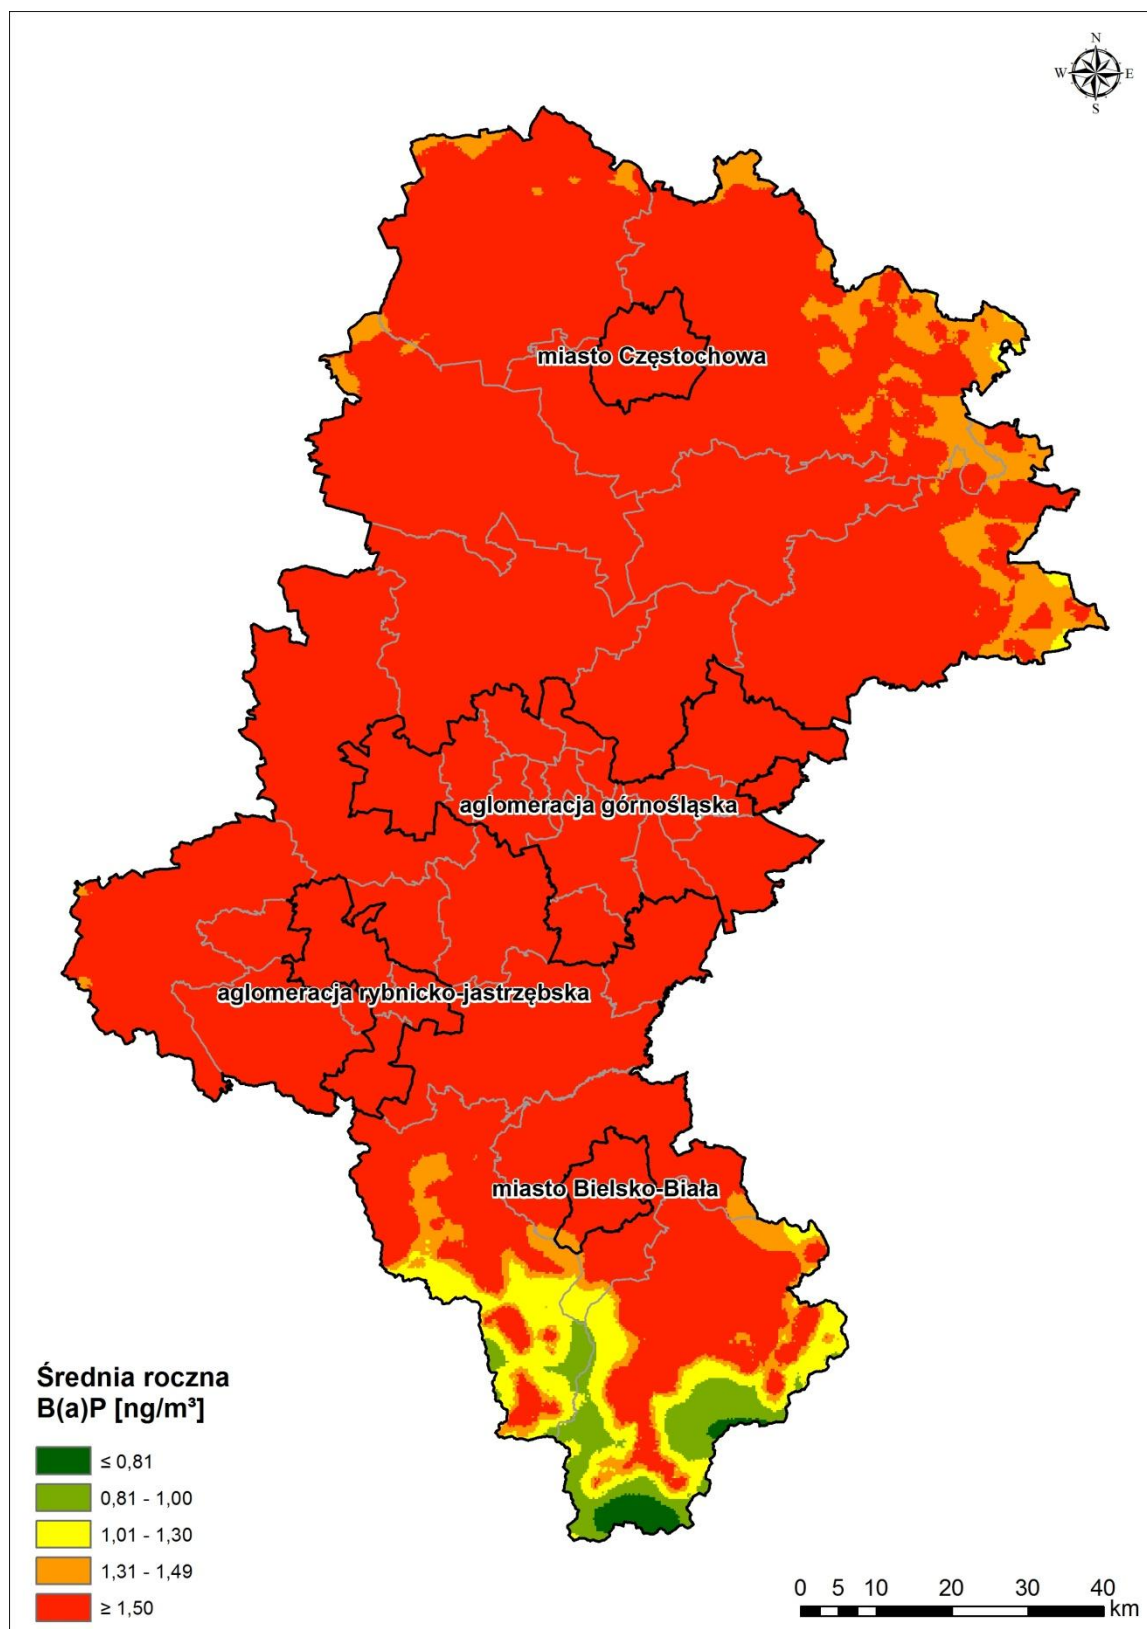 N
W E
S
miasto Częstochowa
aglomeracja górnośląska
aglomeracja rybnicko-jastrzębska
miasto Bielsko-Biała
Średnia roczna
B(a)P [ng/m³]
≤ 0,81
0,81 - 1,00
1,01 - 1,30
1,31 - 1,49
≥ 1,50
0 5 10 20 30 40
km